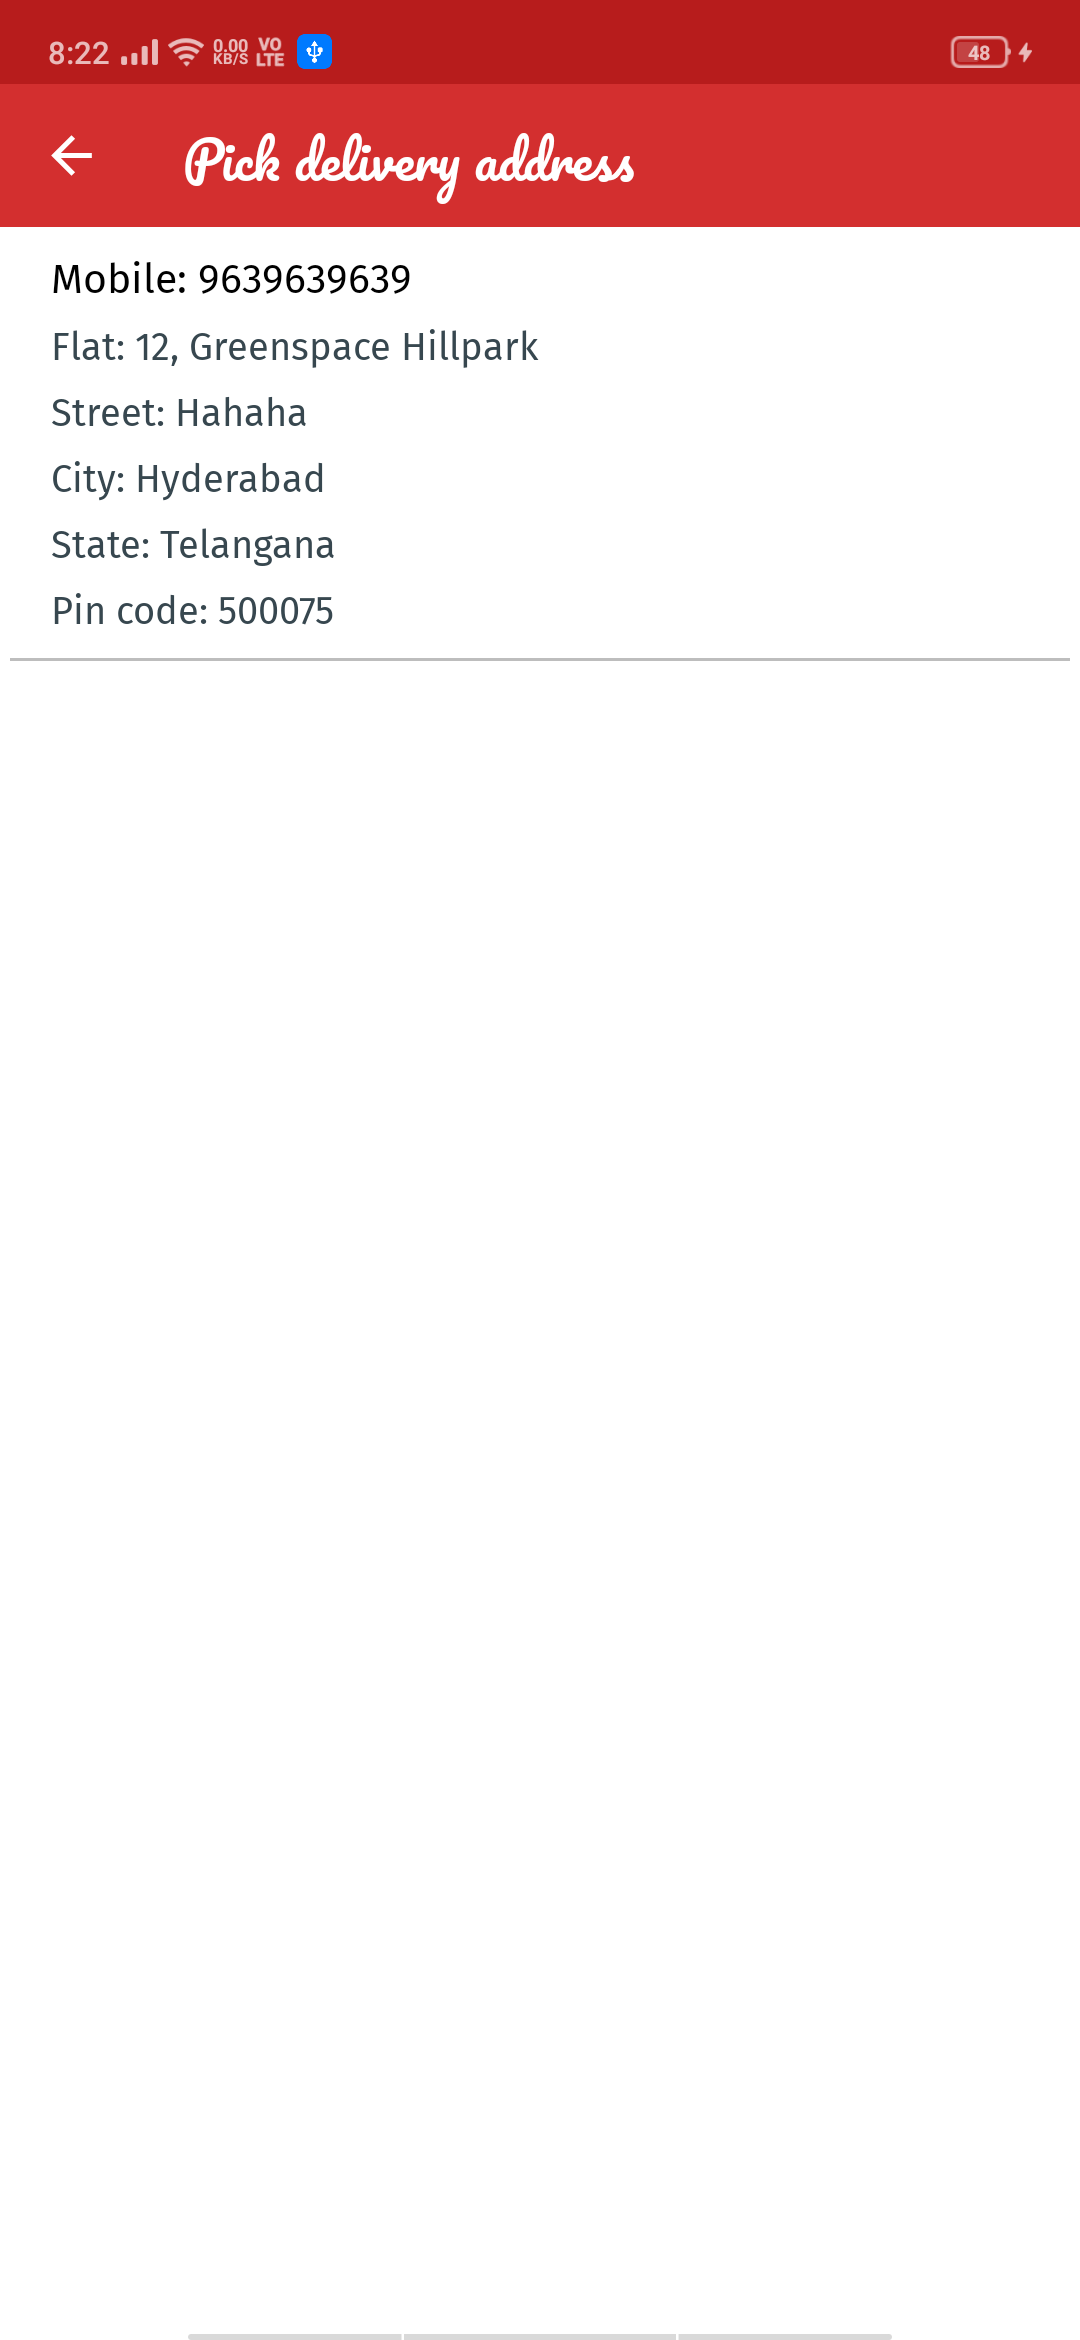 8:22 0.00 KB/S VO LTE 48
Pick delivery address
Mobile: 9639639639
Flat: 12, Greenspace Hillpark
Street: Hahaha
City: Hyderabad
State: Telangana
Pin code: 500075